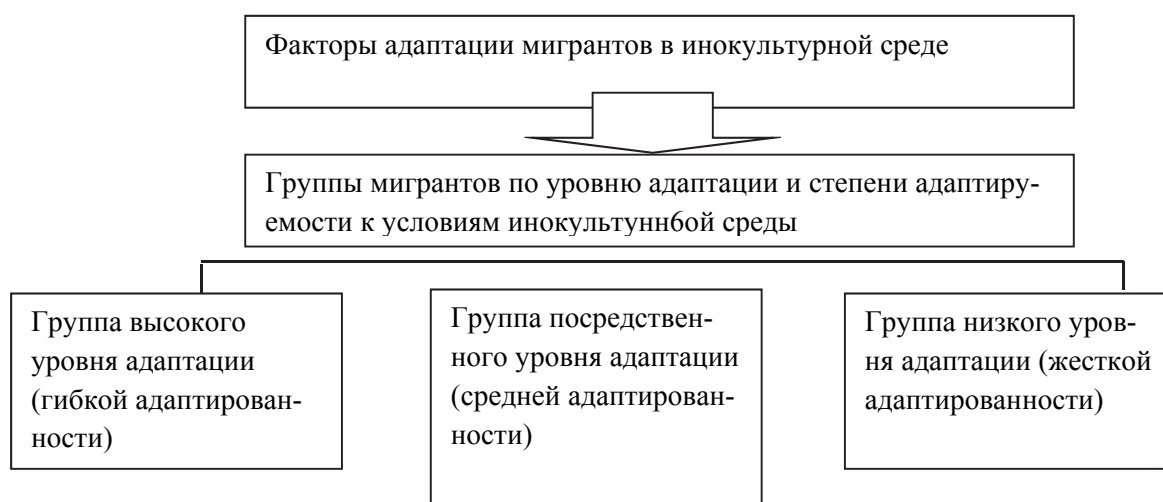 Факторы адаптации мигрантов в инокультурной среде
Группы мигрантов по уровню адаптации и степени адаптиру-
емости к условиям инокультуннбой среды
Группа высокого
уровня адаптации
(гибкой адаптирован-
ности)
Группа посредствен-
ного уровня адаптации
(средней адаптирован-
ности)
Группа низкого уров-
ня адаптации (жесткой
адаптированности)